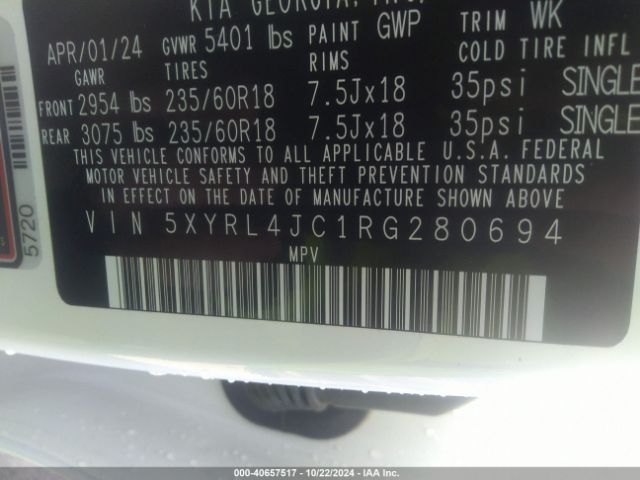 KIA GEORGIA, INC.
APR/01/24 GVWR 5401 lbs PAINT GWP TRIM WK
GAWR TIRES RIMS COLD TIRE INFL
FRONT 2954 lbs 235/60R18 7.5Jx18 35psi SINGLE
REAR 3075 lbs 235/60R18 7.5Jx18 35psi SINGLE
THIS VEHICLE CONFORMS TO ALL APPLICABLE U.S.A. FEDERAL
MOTOR VEHICLE SAFETY AND THEFT PREVENTION STANDARDS
IN EFFECT ON THE DATE OF MANUFACTURE SHOWN ABOVE
VIN 5XYRL4JC1RG280694
MPV
5720
000-40657517 | 10/22/2024 - IAA Inc.